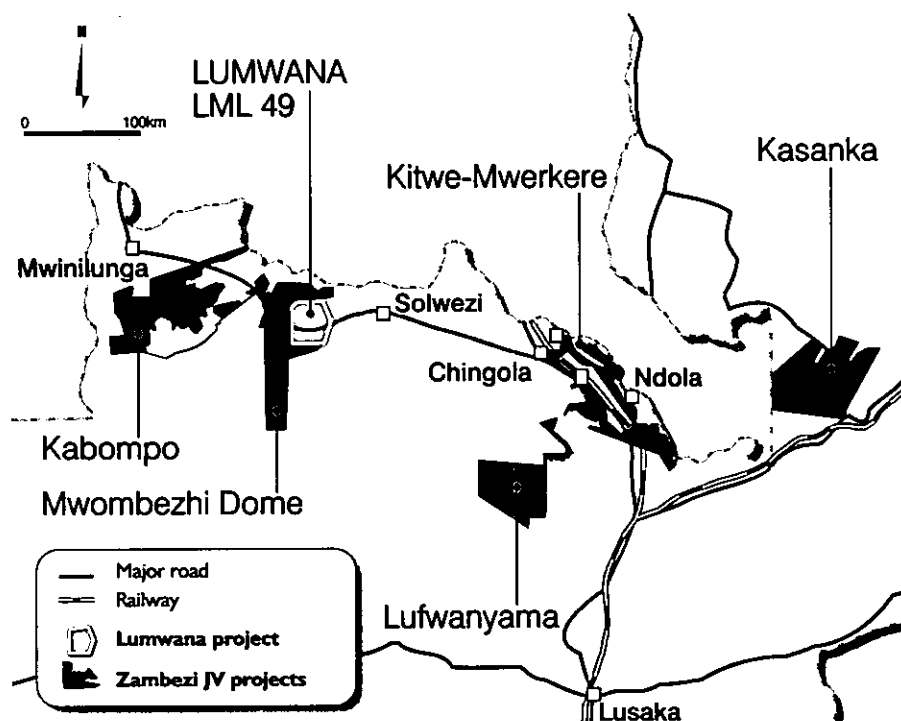 N
LUMWANA
LML 49
0 100km
Kasanka
Kitwe-Mwerkere
Mwinilunga
Solwezi
Chingola
Ndola
Kabompo
Mwombezhi Dome
Lufwanyama
Major road
Railway
Lumwana project
Zambezi JV projects
Lusaka